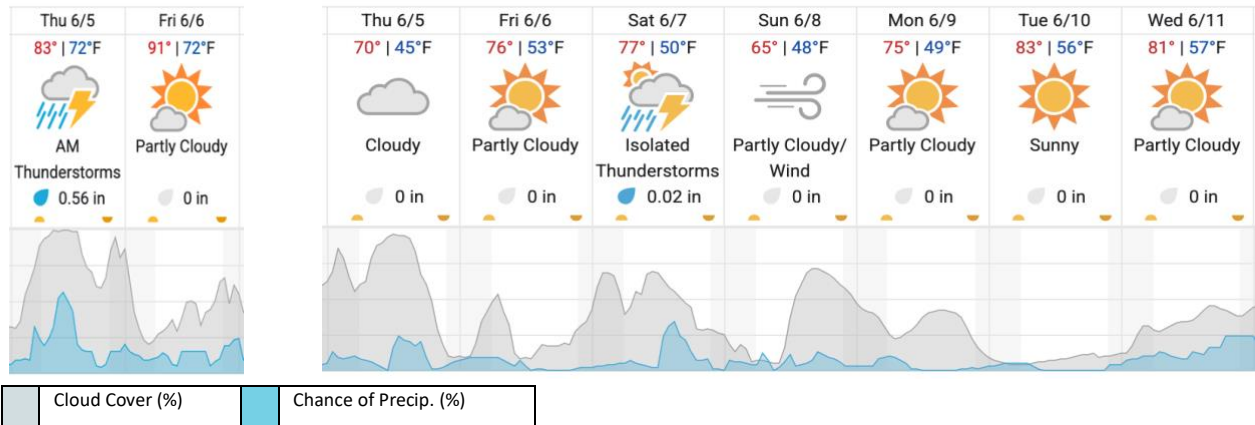 Thu 6/5 Fri 6/6 Thu 6/5 Fri 6/6 Sat 6/7 Sun 6/8 Mon 6/9 Tue 6/10 Wed 6/11
83° | 72°F 91° | 72°F 70° | 45°F 76° | 53°F 77° | 50°F 65° | 48°F 75° | 49°F 83° | 56°F 81° | 57°F
AM Partly Cloudy Cloudy Partly Cloudy Isolated Partly Cloudy/ Partly Cloudy Sunny Partly Cloudy
Thunderstorms Thunderstorms Wind
0.56 in 0 in 0 in 0 in 0.02 in 0 in 0 in 0 in 0 in
Cloud Cover (%) Chance of Precip. (%)